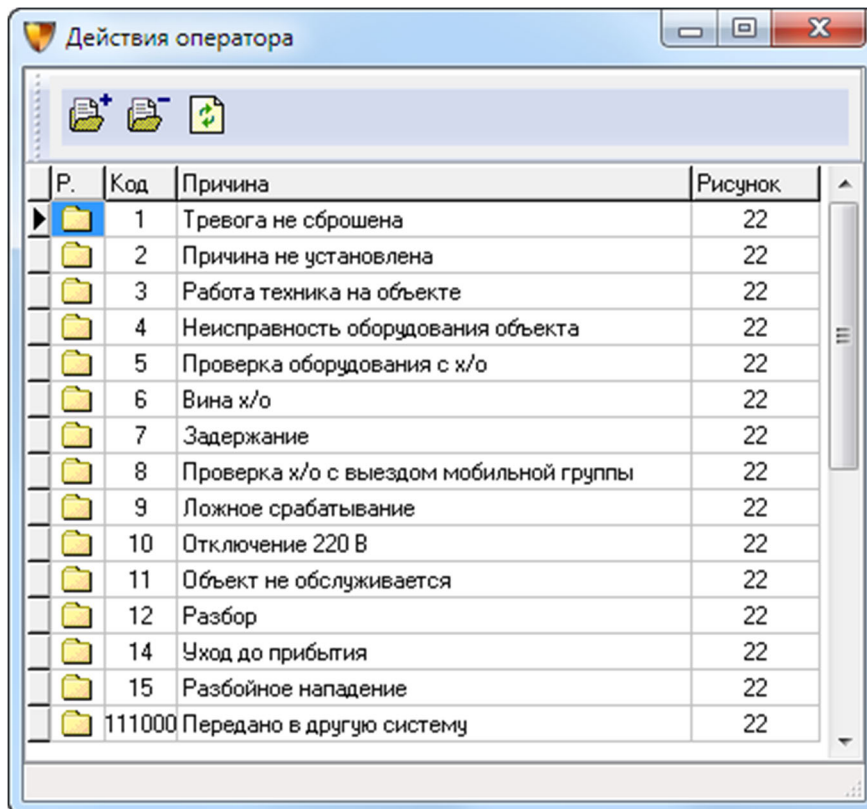 Действия оператора
Р. Код Причина Рисунок
1 Тревога не сброшена 22
2 Причина не установлена 22
3 Работа техника на объекте 22
4 Неисправность оборудования объекта 22
5 Проверка оборудования с х/о 22
6 Вина х/о 22
7 Задержание 22
8 Проверка х/о с выездом мобильной группы 22
9 Ложное срабатывание 22
10 Отключение 220 В 22
11 Объект не обслуживается 22
12 Разбор 22
14 Уход до прибытия 22
15 Разбойное нападение 22
111000 Передано в другую систему 22